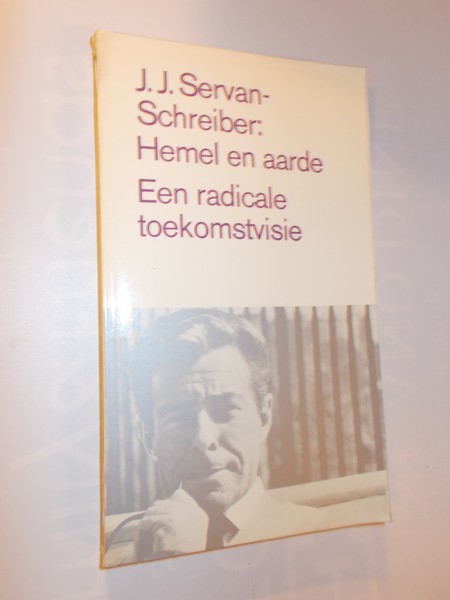 J. J. Servan-
Schreiber:
Hemel en aarde
Een radicale
toekomstvisie